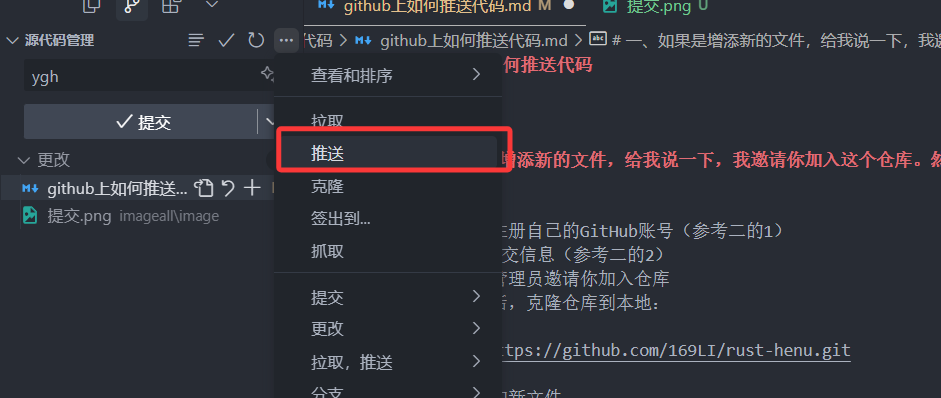 github上如何推送代码.md M
提交.png U
源代码管理
代码 > github上如何推送代码.md > # 一、如果是增添新的文件，给我说一下，我邀
ygh
提交
更改
github上如何推送...
提交.png imageall\image
查看和排序
拉取
推送
克隆
签出到...
抓取
提交
更改
拉取，推送
分支
何推送代码
增添新的文件，给我说一下，我邀请你加入这个仓库。
册自己的GitHub账号（参考二的1）
交信息（参考二的2）
管理员邀请你加入仓库
，克隆仓库到本地：
ttps://github.com/169LI/rust-henu.git
新文件